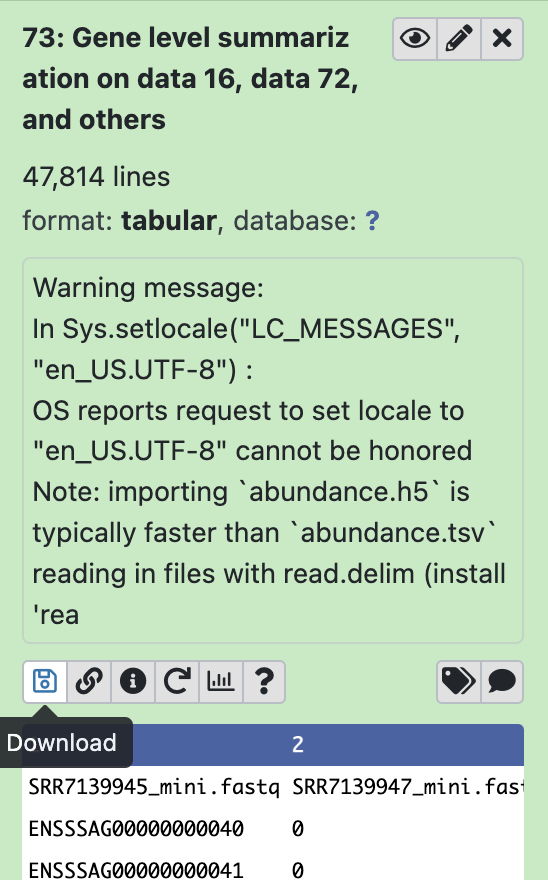 73: Gene level summariz
ation on data 16, data 72,
and others
47,814 lines
format: tabular, database: ?
Warning message:
In Sys.setlocale("LC_MESSAGES",
"en_US.UTF-8") :
OS reports request to set locale to
"en_US.UTF-8" cannot be honored
Note: importing `abundance.h5` is
typically faster than `abundance.tsv`
reading in files with read.delim (install
'rea
?
Download
2
SRR7139945_mini.fastq SRR7139947_mini.fast
ENSSSAG00000000040 0
ENSSSAG00000000041 0